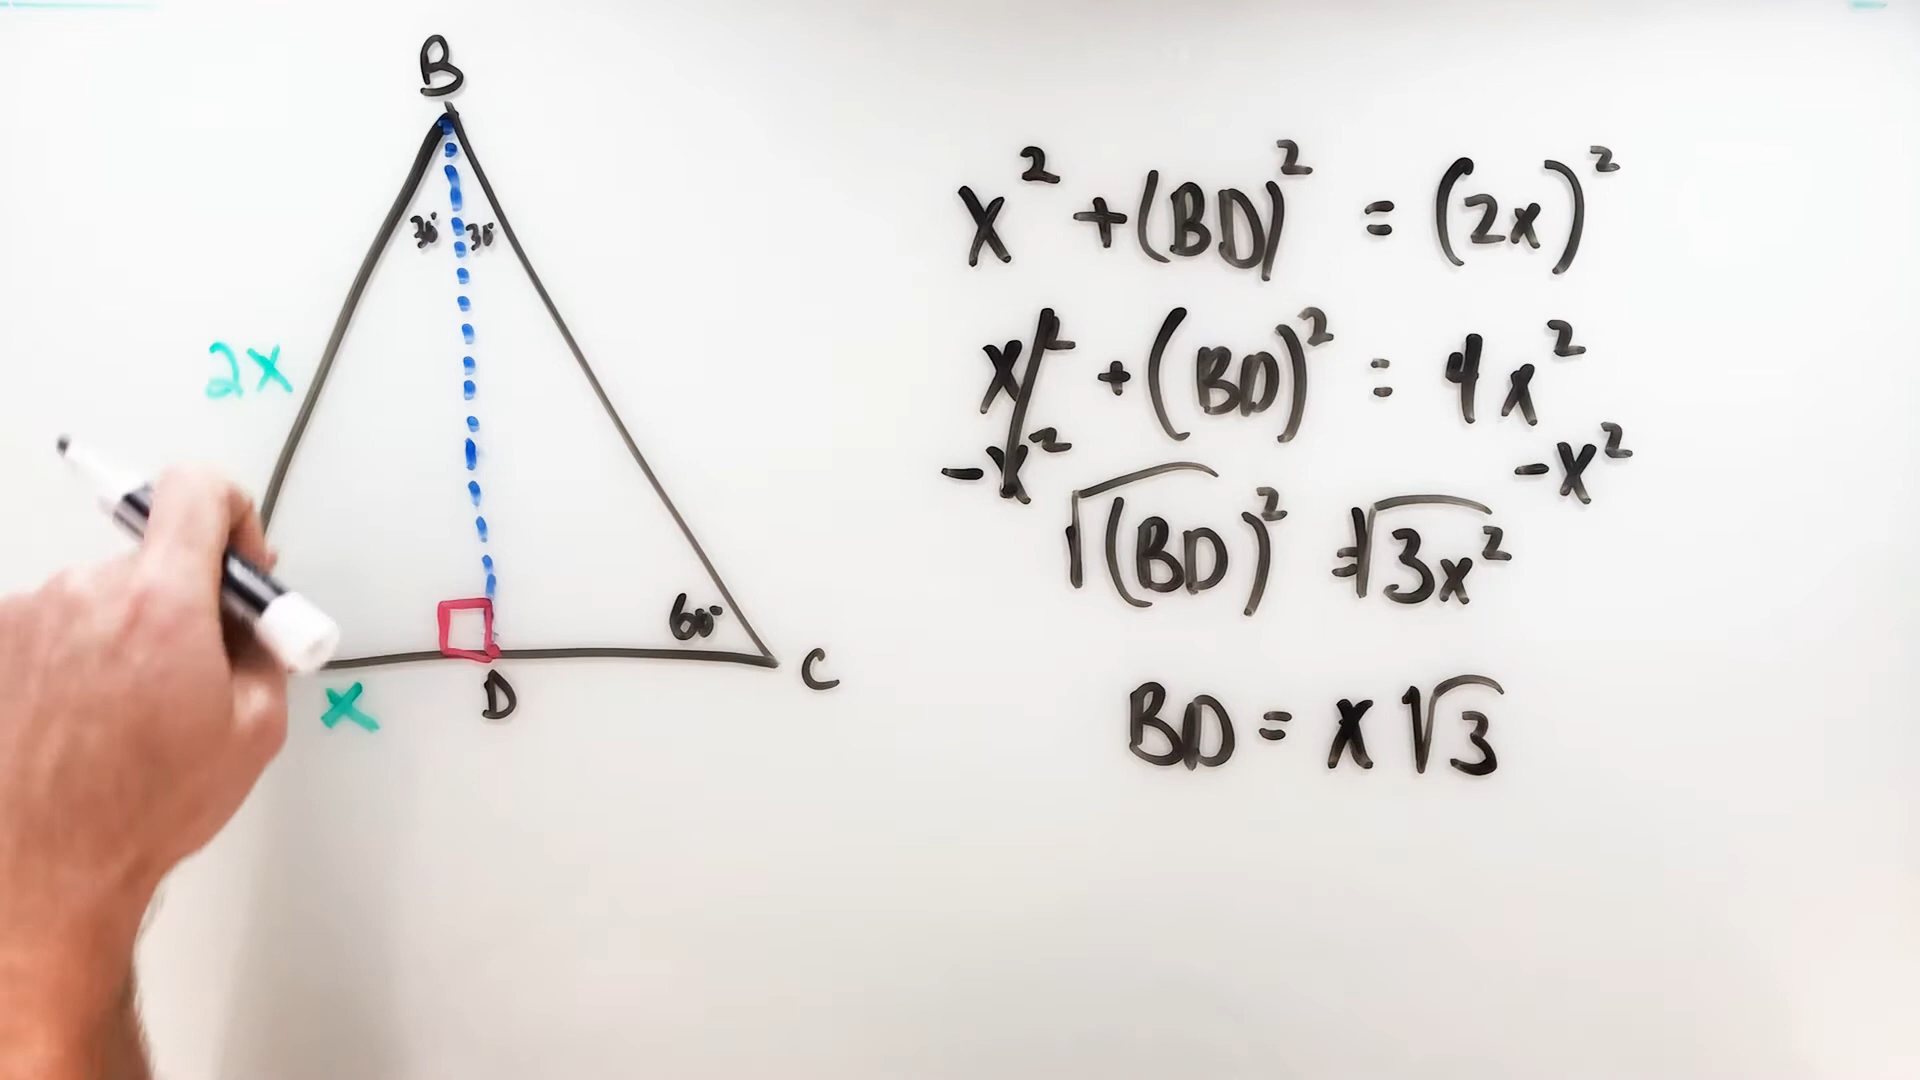 B
30° 30°
2x
60°
x
D
C
x² + (BD)² = (2x)²
x² + (BD)² = 4x²
-x² -x²
√(BD)² = √3x²
BD = x√3